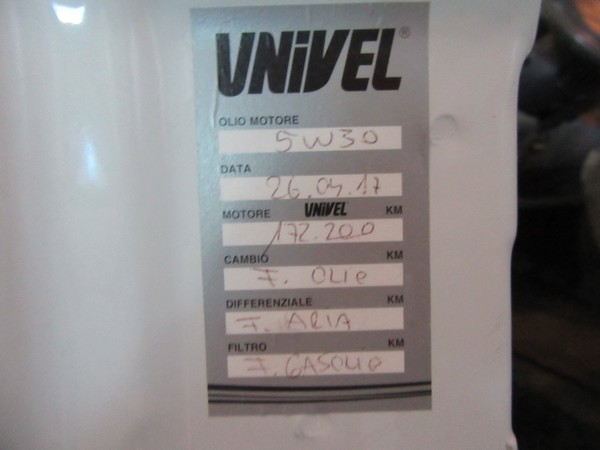 UNiVEL®
OLIO MOTORE
5W30
DATA
26.04.17
MOTORE UNiVEL KM
172.200
CAMBIO KM
F. OLIO
DIFFERENZIALE KM
F. ARIA
FILTRO KM
F. GASOLIO